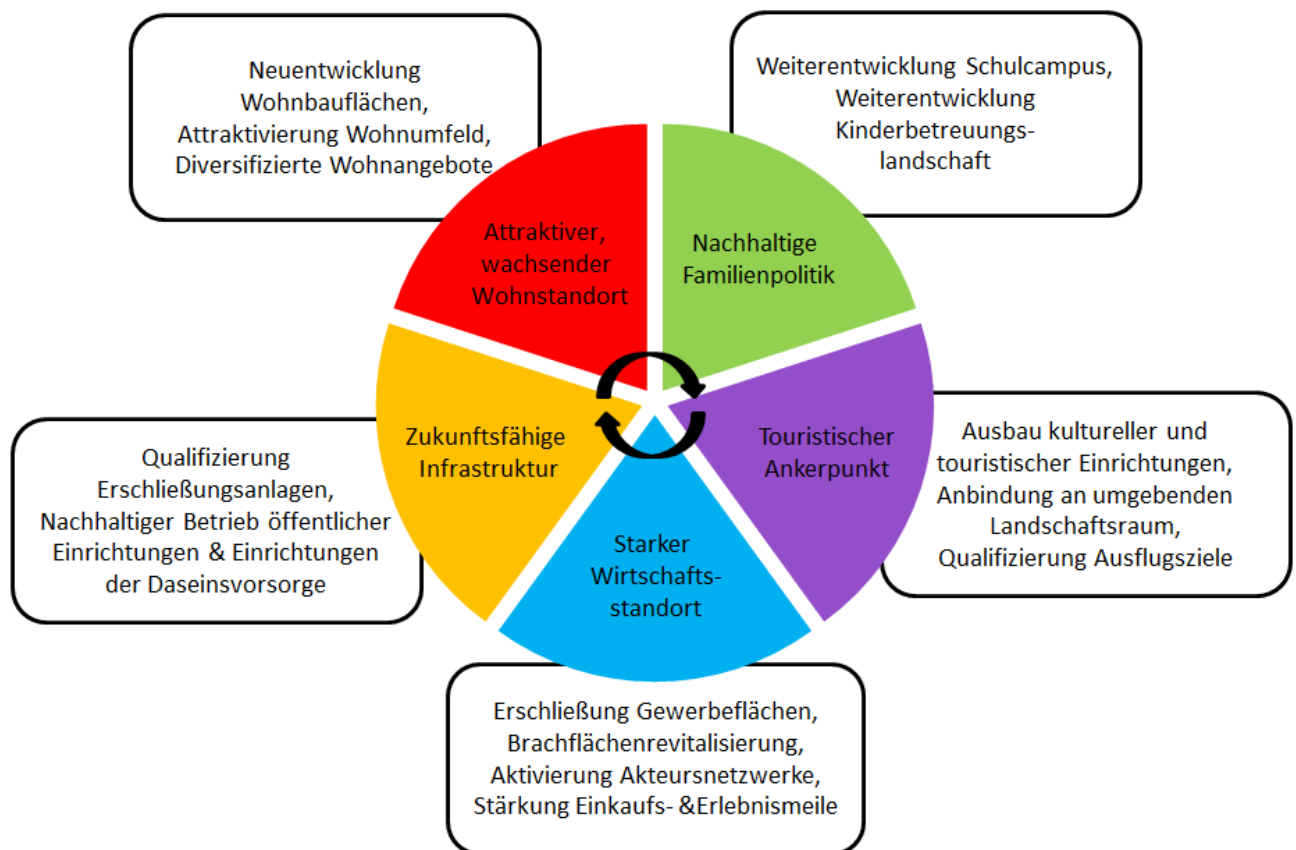 Neuentwicklung
Wohnbauflächen,
Attraktivierung Wohnumfeld,
Diversifizierte Wohnangebote
Weiterentwicklung Schulcampus,
Weiterentwicklung
Kinderbetreuungs-
landschaft
Attraktiver,
wachsender
Wohnstandort
Nachhaltige
Familienpolitik
Zukunftsfähige
Infrastruktur
Touristischer
Ankerpunkt
Starker
Wirtschafts-
standort
Qualifizierung
Erschließungsanlagen,
Nachhaltiger Betrieb öffentlicher
Einrichtungen & Einrichtungen
der Daseinsvorsorge
Ausbau kultureller und
touristischer Einrichtungen,
Anbindung an umgebenden
Landschaftsraum,
Qualifizierung Ausflugsziele
Erschließung Gewerbeflächen,
Brachflächenrevitalisierung,
Aktivierung Akteursnetzwerke,
Stärkung Einkaufs- &Erlebnismeile